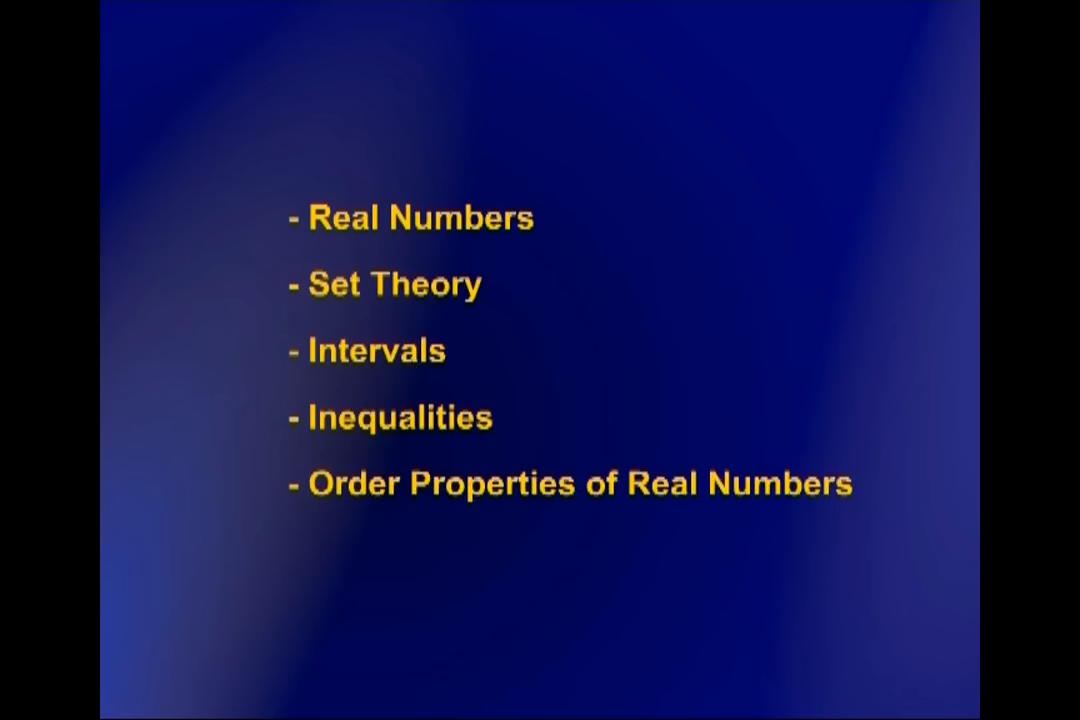 - Real Numbers
- Set Theory
- Intervals
- Inequalities
- Order Properties of Real Numbers